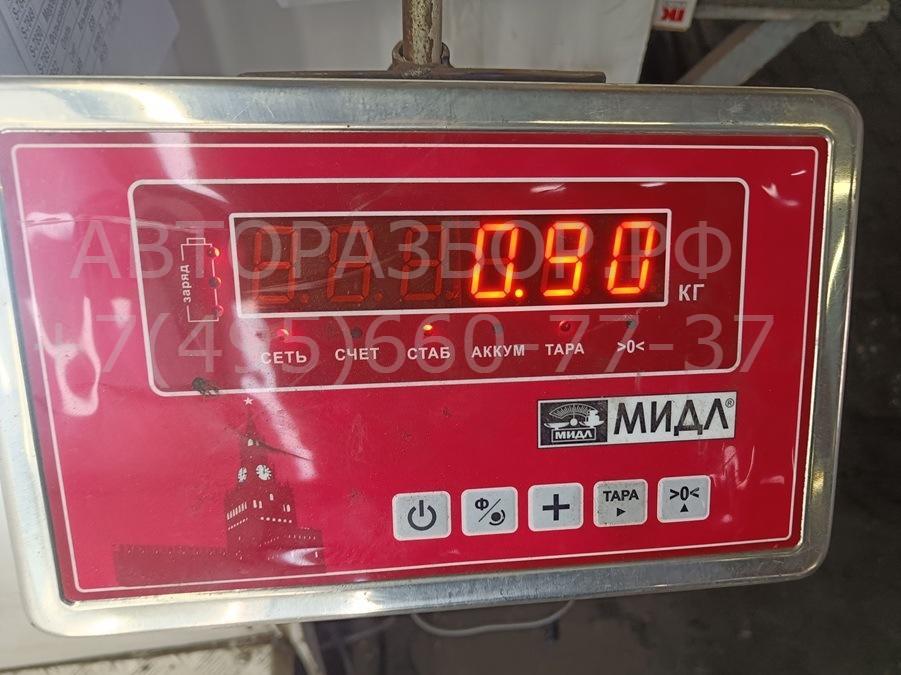 ПК
АВТОРАЗБОР.РФ
0.90
КГ
заряд
+7(495)660-77-37
СЕТЬ СЧЕТ СТАБ АККУМ ТАРА >0<
МИДЛ МИДЛ®
Ф ТАРА >0<